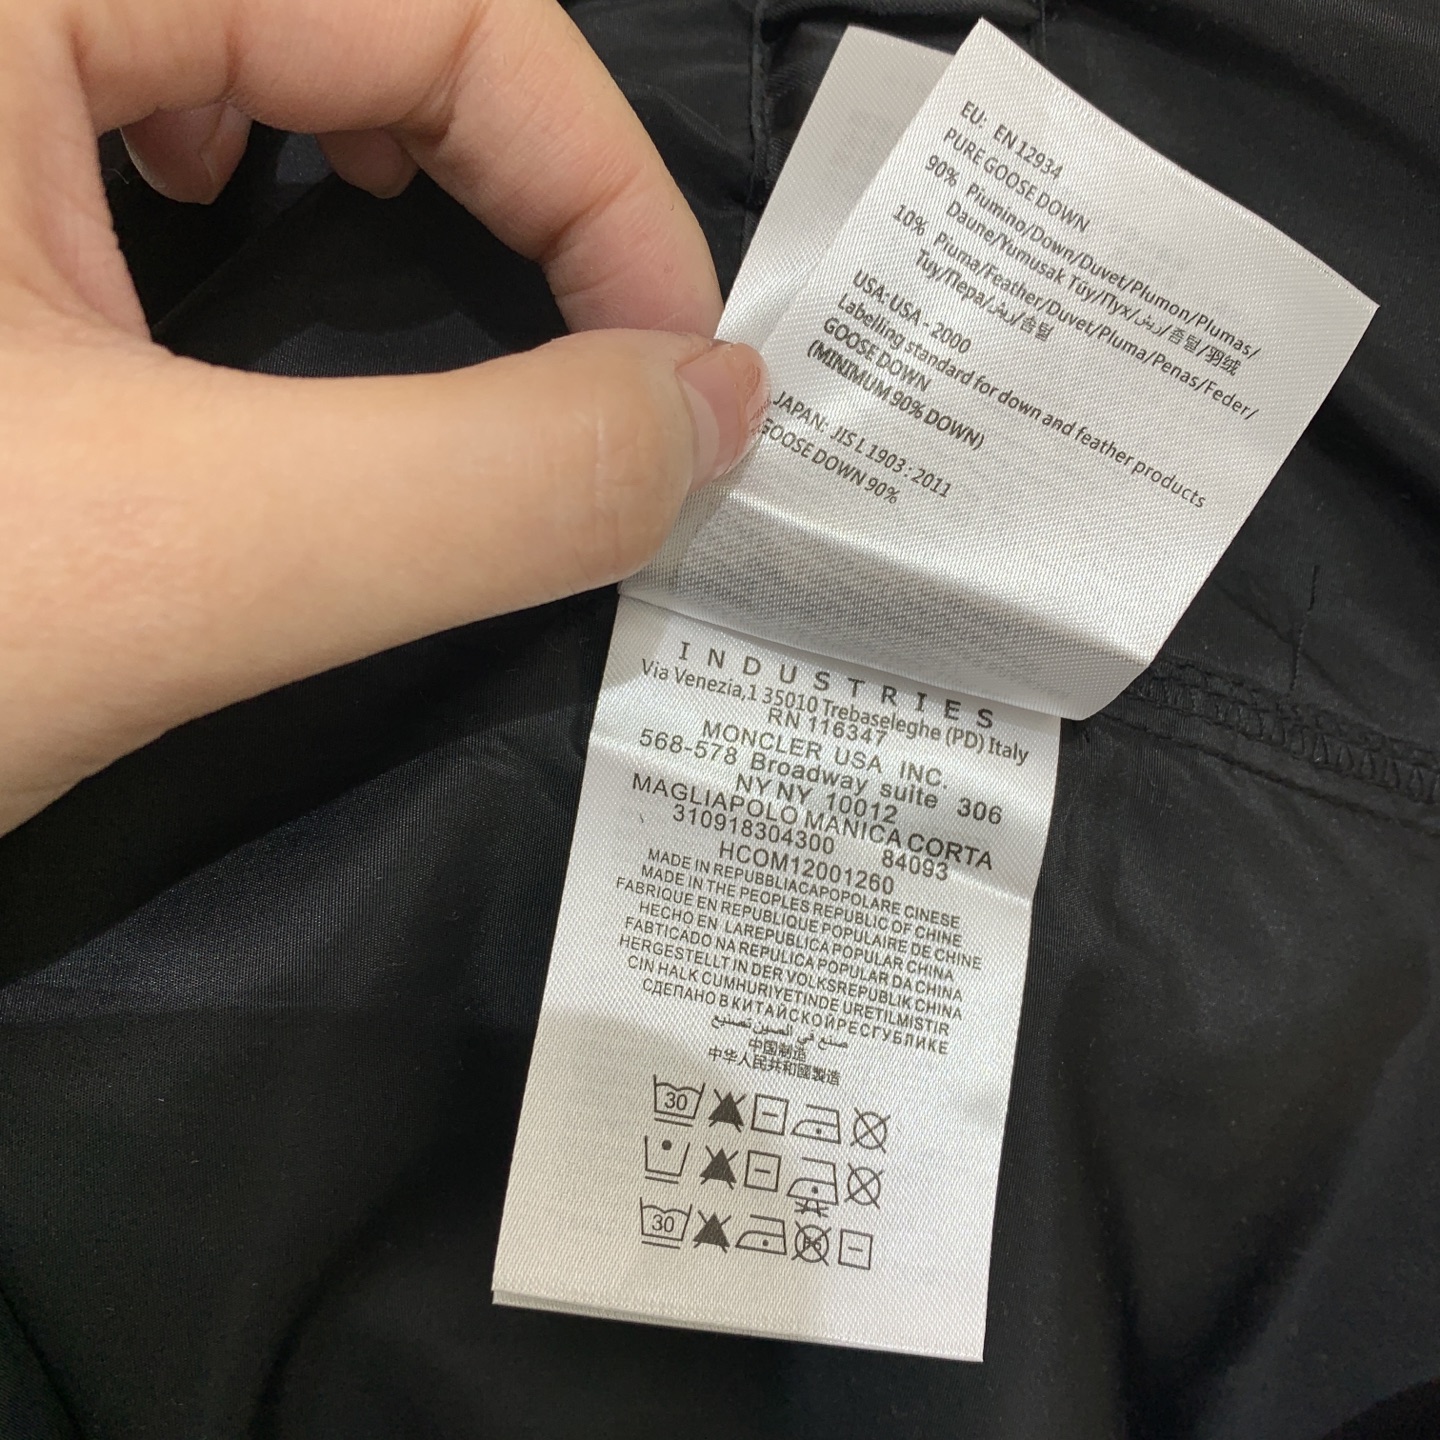 EU: EN 12934
PURE GOOSE DOWN
90% Piumino/Down/Duvet/Plumon/Plumas/
Daune/Yumusak Tüy/Пух/ريش/솜털/羽绒
10% Piuma/Feather/Duvet/Pluma/Penas/Feder/
Tüy/Пера/ريش/솜털
USA: USA - 2000
Labelling standard for down and feather products
GOOSE DOWN
(MINIMUM 90% DOWN)
JAPAN: JIS L 1903 : 2011
GOOSE DOWN 90%
INDUSTRIES
Via Venezia,1 35010 Trebaseleghe (PD) Italy
RN 116347
MONCLER USA INC.
568-578 Broadway suite 306
NY NY 10012
MAGLIAPOLO MANICA CORTA
310918304300 84093
HCOM12001260
MADE IN REPUBBLICAPOPOLARE CINESE
MADE IN THE PEOPLES REPUBLIC OF CHINE
FABRIQUE EN REPUBLIQUE POPULAIRE DE CHINE
HECHO EN LAREPUBLICA POPULAR CHINA
FABTICADO NA REPULICA POPULAR DA CHINA
HERGESTELLT IN DER VOLKSREPUBLIK CHINA
CIN HALK CUMHURIYETINDE URETILMISTIR
СДЕПАНО В КИТАЙСКОЙРЕСГУБЛИКЕ
صنع في الصين تصنيع
中国制造
中华人民共和國製造
30
30